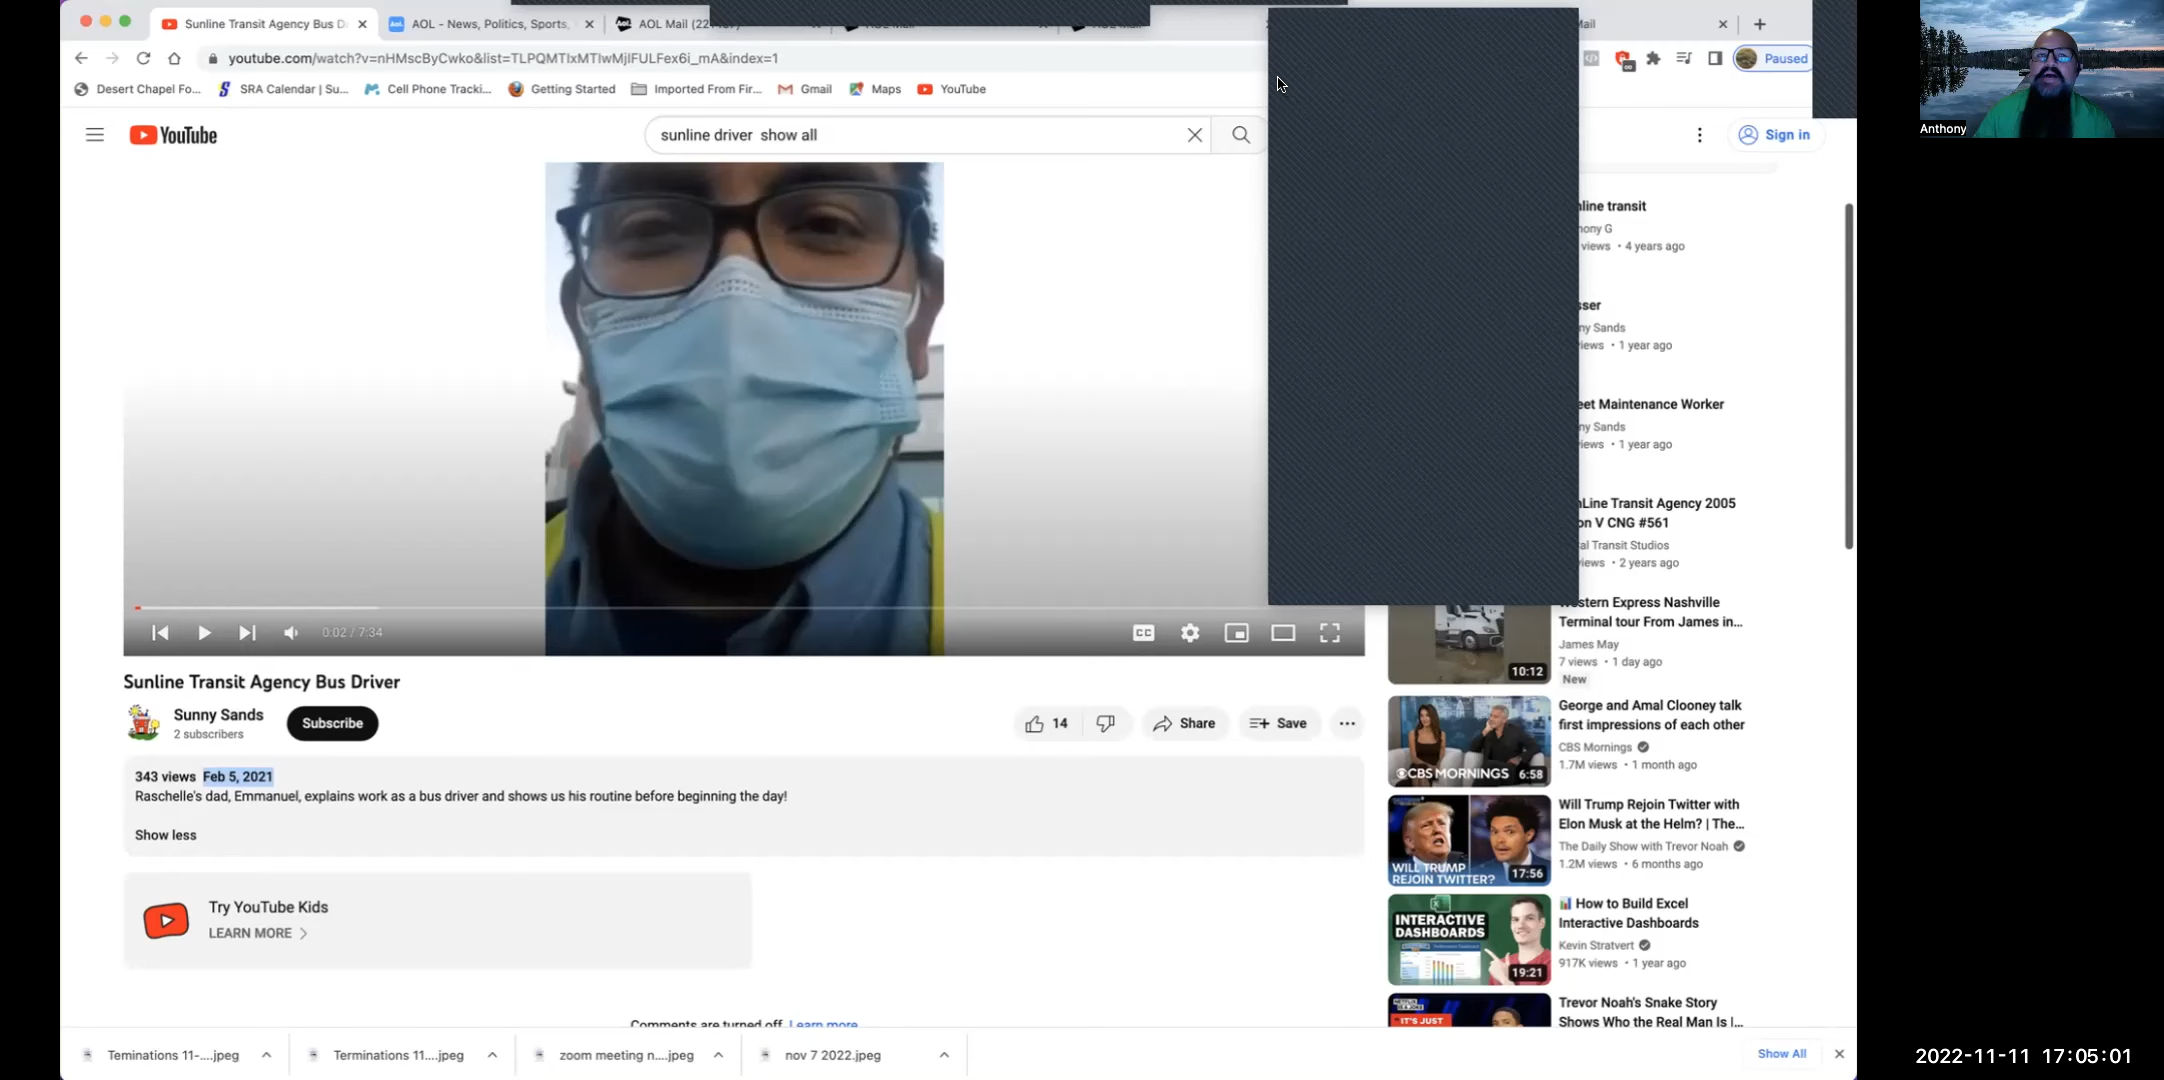 Sunline Transit Agency Bus D
AOL - News, Politics, Sports,
AOL Mail (22
Mail
youtube.com/watch?v=nHMscByCwko&list=TLPQMTIxMTIwMjIFULFex6i_mA&index=1
Paused
Desert Chapel Fo...
SRA Calendar | Su...
Cell Phone Tracki...
Getting Started
Imported From Fir...
Gmail
Maps
YouTube
YouTube
sunline driver show all
Sign in
Anthony
0:02 / 7:34
CC
Sunline Transit Agency Bus Driver
Sunny Sands
2 subscribers
Subscribe
14
Share
Save
343 views Feb 5, 2021
Raschelle's dad, Emmanuel, explains work as a bus driver and shows us his routine before beginning the day!
Show less
Try YouTube Kids
LEARN MORE
Comments are turned off. Learn more
nline transit
hony G
views • 4 years ago
sser
ny Sands
iews • 1 year ago
eet Maintenance Worker
ny Sands
iews • 1 year ago
nLine Transit Agency 2005
on V CNG #561
al Transit Studios
iews • 2 years ago
10:12
Western Express Nashville
Terminal tour From James in...
James May
7 views • 1 day ago
New
CBS MORNINGS 6:58
George and Amal Clooney talk
first impressions of each other
CBS Mornings
1.7M views • 1 month ago
WILL TRUMP
REJOIN TWITTER? 17:56
Will Trump Rejoin Twitter with
Elon Musk at the Helm? | The...
The Daily Show with Trevor Noah
1.2M views • 6 months ago
INTERACTIVE
DASHBOARDS
19:21
How to Build Excel
Interactive Dashboards
Kevin Stratvert
917K views • 1 year ago
"IT'S JUST
Trevor Noah's Snake Story
Shows Who the Real Man Is |...
Teminations 11-....jpeg
Terminations 11....jpeg
zoom meeting n....jpeg
nov 7 2022.jpeg
Show All
2022-11-11 17:05:01